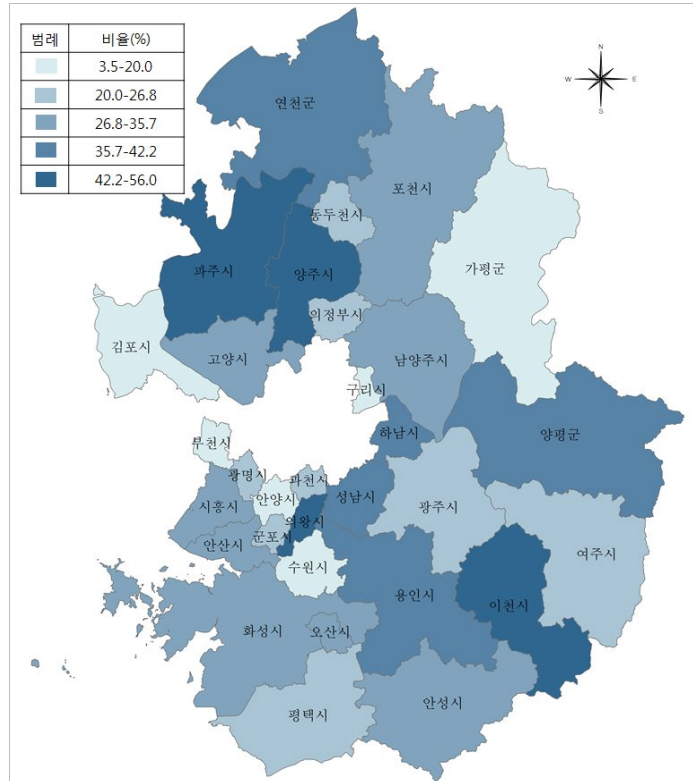 범례 비율(%)
3.5-20.0
20.0-26.8
26.8-35.7
35.7-42.2
42.2-56.0
N
W E
S
연천군
포천시
동두천시
가평군
파주시
양주시
의정부시
김포시
고양시
남양주시
구리시
하남시
양평군
부천시
광명시
과천시
시흥시
안양시
성남시
광주시
의왕시
군포시
안산시
여주시
수원시
용인시
이천시
화성시
오산시
안성시
평택시